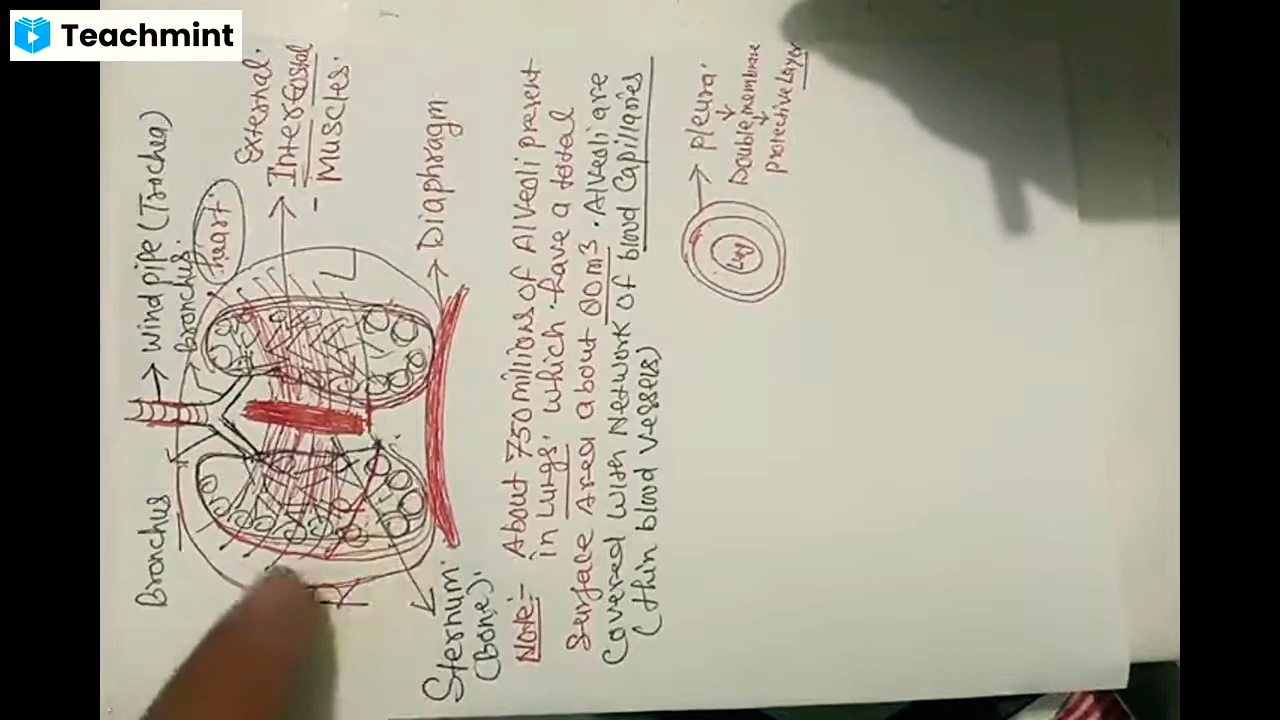 Teachmint
Wind pipe (Trachea)
bronchus.
heart.
External.
Intercostal
- Muscles.
Bronchus
L
R
Diaphragm
Sternum.
(Bone).
Note:- About 750 millions of Alveoli present
in Lungs. which have a total
Surface Area about 80m³. Alveoli are
Covered with Network of blood Capillaries
(thin blood vessels)
Pleura.
Double membrane
Protective layer
Lung